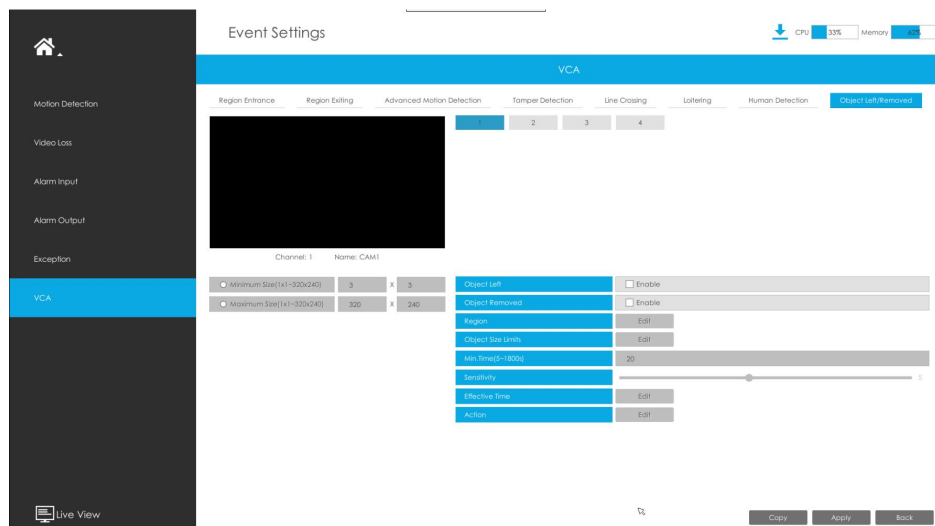 Event Settings
CPU 33% Memory 62%
VCA
Motion Detection
Video Loss
Alarm Input
Alarm Output
Exception
VCA
Live View
Region Entrance Region Exiting Advanced Motion Detection Tamper Detection Line Crossing Loitering Human Detection Object Left/Removed
1 2 3 4
Channel: 1 Name: CAM1
Minimum Size(1x1~320x240) 3 X 3
Maximum Size(1x1~320x240) 320 X 240
Object Left Enable
Object Removed Enable
Region Edit
Object Size Limits Edit
Min.Time(5~1800s) 20
Sensitivity 5
Effective Time Edit
Action Edit
Copy Apply Back